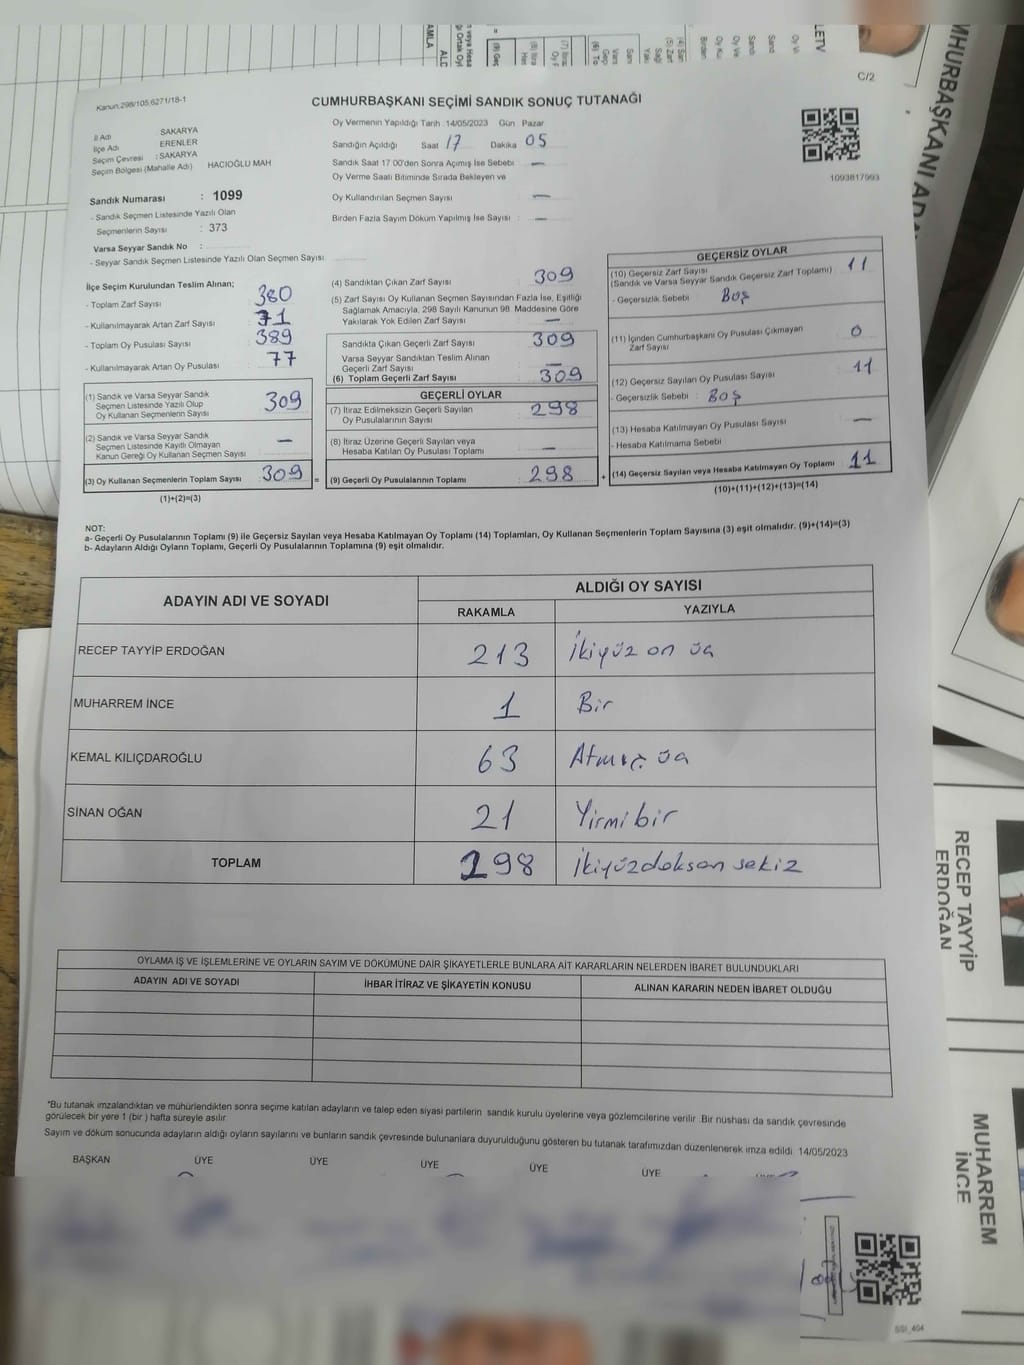 C/2
Kanun:298/105,6271/18-1
CUMHURBAŞKANI SEÇİMİ SANDIK SONUÇ TUTANAĞI
İl Adı SAKARYA
İlçe Adı ERENLER
Seçim Çevresi : SAKARYA
Seçim Bölgesi (Mahalle Adı) HACIOĞLU MAH
Sandık Numarası : 1099
- Sandık Seçmen Listesinde Yazılı Olan
Seçmenlerin Sayısı : 373
Varsa Seyyar Sandık No :
- Seyyar Sandık Seçmen Listesinde Yazılı Olan Seçmen Sayısı
Oy Vermenin Yapıldığı Tarih :14/05/2023 Gün Pazar
Sandığın Açıldığı Saat 17 Dakika 05
Sandık Saat 17 00'den Sonra Açımış İse Sebebi —
Oy Verme Saati Bitiminde Sırada Bekleyen ve
Oy Kullandırılan Seçmen Sayısı —
Birden Fazla Sayım Döküm Yapılmış İse Sayısı : —
1093817993
İlçe Seçim Kurulundan Teslim Alınan;
- Toplam Zarf Sayısı 380
- Kullanılmayarak Artan Zarf Sayısı 71
- Toplam Oy Pusulası Sayısı 389
- Kullanılmayarak Artan Oy Pusulası 77
(1) Sandık ve Varsa Seyyar Sandık
Seçmen Listesinde Yazılı Olup
Oy Kullanan Seçmenlerin Sayısı 309
(2) Sandık ve Varsa Seyyar Sandık
Seçmen Listesinde Kayıtlı Olmayan
Kanun Gereği Oy Kullanan Seçmen Sayısı —
(3) Oy Kullanan Seçmenlerin Toplam Sayısı 309 =
(1)+(2)=(3)
(4) Sandıktan Çıkan Zarf Sayısı 309
(5) Zarf Sayısı Oy Kullanan Seçmen Sayısından Fazla İse, Eşitliği
Sağlamak Amacıyla, 298 Sayılı Kanunun 98. Maddesine Göre
Yakılarak Yok Edilen Zarf Sayısı —
Sandıkta Çıkan Geçerli Zarf Sayısı 309
Varsa Seyyar Sandıktan Teslim Alınan
Geçerli Zarf Sayısı —
(6) Toplam Geçerli Zarf Sayısı 309
GEÇERLİ OYLAR
(7) İtiraz Edilmeksizin Geçerli Sayılan
Oy Pusulalarının Sayısı 298
(8) İtiraz Üzerine Geçerli Sayılan veya
Hesaba Katılan Oy Pusulası Toplamı —
(9) Geçerli Oy Pusulalarının Toplamı 298 +
GEÇERSİZ OYLAR
(10) Geçersiz Zarf Sayısı 11
(Sandık ve Varsa Seyyar Sandık Geçersiz Zarf Toplamı)
- Geçersizlik Sebebi Boş
(11) İçinden Cumhurbaşkanı Oy Pusulası Çıkmayan
Zarf Sayısı 0
(12) Geçersiz Sayılan Oy Pusulası Sayısı 11
- Geçersizlik Sebebi : Boş
(13) Hesaba Katılmayan Oy Pusulası Sayısı —
- Hesaba Katılmama Sebebi
(14) Geçersiz Sayılan veya Hesaba Katılmayan Oy Toplamı 11
(10)+(11)+(12)+(13)=(14)
NOT:
a- Geçerli Oy Pusulalarının Toplamı (9) ile Geçersiz Sayılan veya Hesaba Katılmayan Oy Toplamı (14) Toplamları, Oy Kullanan Seçmenlerin Toplam Sayısına (3) eşit olmalıdır. (9)+(14)=(3)
b- Adayların Aldığı Oyların Toplamı, Geçerli Oy Pusulalarının Toplamına (9) eşit olmalıdır.
ADAYIN ADI VE SOYADI
ALDIĞI OY SAYISI
RAKAMLA YAZIYLA
RECEP TAYYİP ERDOĞAN 213 İkiyüz on üç
MUHARREM İNCE 1 Bir
KEMAL KILIÇDAROĞLU 63 Atmış üç
SİNAN OĞAN 21 Yirmibir
TOPLAM 298 İkiyüzdoksan sekiz
OYLAMA İŞ VE İŞLEMLERİNE VE OYLARIN SAYIM VE DÖKÜMÜNE DAİR ŞİKAYETLERLE BUNLARA AİT KARARLARIN NELERDEN İBARET BULUNDUKLARI
ADAYIN ADI VE SOYADI İHBAR İTİRAZ VE ŞİKAYETİN KONUSU ALINAN KARARIN NEDEN İBARET OLDUĞU
*Bu tutanak imzalandıktan ve mühürlendikten sonra seçime katılan adayların ve talep eden siyasi partilerin sandık kurulu üyelerine veya gözlemcilerine verilir. Bir nüshası da sandık çevresinde
görülecek bir yere 1 (bir) hafta süreyle asılır.
Sayım ve döküm sonucunda adayların aldığı oyların sayılarını ve bunların sandık çevresinde bulunanlara duyurulduğunu gösteren bu tutanak tarafımızdan düzenlenerek imza edildi. 14/05/2023
BAŞKAN ÜYE ÜYE ÜYE ÜYE ÜYE
SSI_404
RECEP TAYYİP
ERDOĞAN
MUHARREM
İNCE